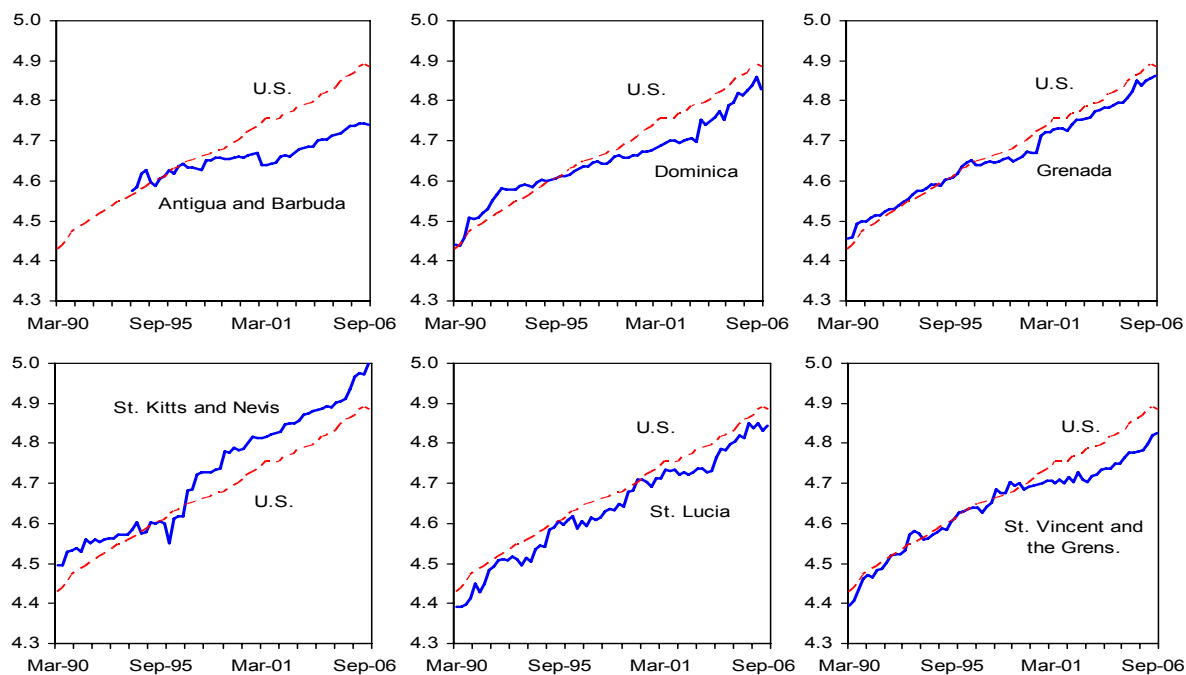 5.0
4.9
4.8
4.7
4.6
4.5
4.4
4.3
U.S.
Antigua and Barbuda
Mar-90 Sep-95 Mar-01 Sep-06
5.0
4.9
4.8
4.7
4.6
4.5
4.4
4.3
U.S.
Dominica
Mar-90 Sep-95 Mar-01 Sep-06
5.0
4.9
4.8
4.7
4.6
4.5
4.4
4.3
U.S.
Grenada
Mar-90 Sep-95 Mar-01 Sep-06
5.0
4.9
4.8
4.7
4.6
4.5
4.4
4.3
St. Kitts and Nevis
U.S.
Mar-90 Sep-95 Mar-01 Sep-06
5.0
4.9
4.8
4.7
4.6
4.5
4.4
4.3
U.S.
St. Lucia
Mar-90 Sep-95 Mar-01 Sep-06
5.0
4.9
4.8
4.7
4.6
4.5
4.4
4.3
U.S.
St. Vincent and
the Grens.
Mar-90 Sep-95 Mar-01 Sep-06